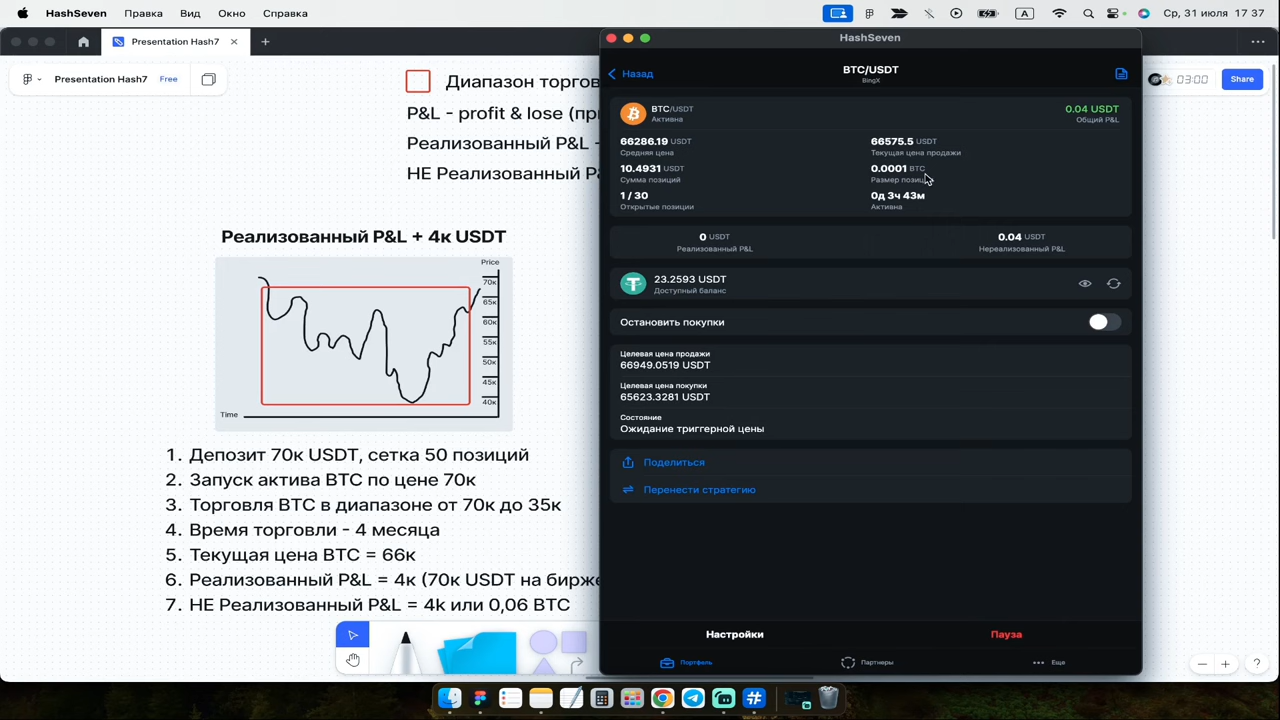 HashSeven Правка Вид Окно Справка A Ср, 31 июля 17 37
Presentation Hash7
Presentation Hash7 Free
03:00 Share
Диапазон торгов
P&L - profit & lose (пр
Реализованный P&L -
НЕ Реализованный P
Реализованный P&L + 4к USDT
Price
70к
65к
60к
55к
50к
45к
40к
Time
1. Депозит 70к USDT, сетка 50 позиций
2. Запуск актива BTC по цене 70к
3. Торговля BTC в диапазоне от 70к до 35к
4. Время торговли - 4 месяца
5. Текущая цена BTC = 66к
6. Реализованный P&L = 4к (70к USDT на бирже
7. НЕ Реализованный P&L = 4k или 0,06 BTC
HashSeven
Назад BTC/USDT
BingX
BTC/USDT 0.04 USDT
Активна Общий P&L
66286.19 USDT 66575.5 USDT
Средняя цена Текущая цена продажи
10.4931 USDT 0.0001 BTC
Сумма позиций Размер позиц
1 / 30 0д 3ч 43м
Открытые позиции Активна
0 USDT 0.04 USDT
Реализованный P&L Нереализованный P&L
23.2593 USDT
Доступный баланс
Остановить покупки
Целевая цена продажи
66949.0519 USDT
Целевая цена покупки
65623.3281 USDT
Состояние
Ожидание триггерной цены
Поделиться
Перенести стратегию
Настройки Пауза
Портфель Партнеры Еще